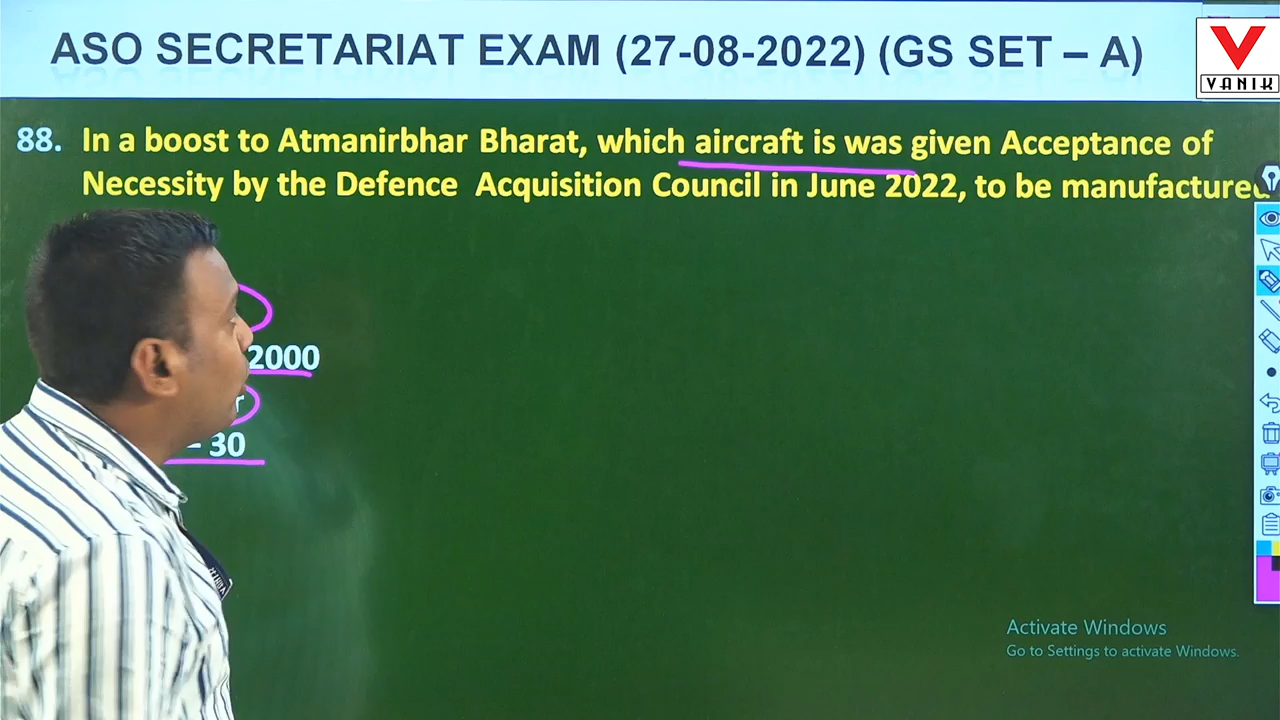 ASO SECRETARIAT EXAM (27-08-2022) (GS SET – A)
VANIK
88. In a boost to Atmanirbhar Bharat, which aircraft is was given Acceptance of
Necessity by the Defence Acquisition Council in June 2022, to be manufactured
2000
r
– 30
Activate Windows
Go to Settings to activate Windows.